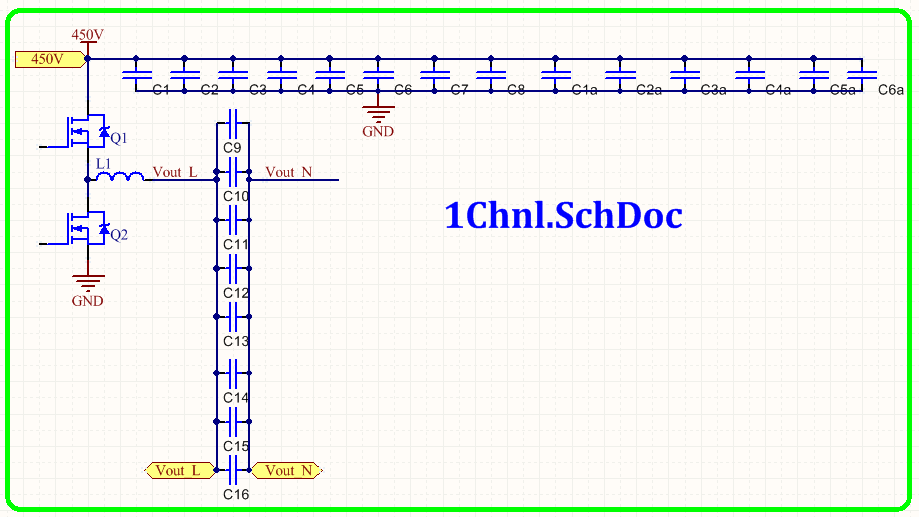 450V
450V
C1 C2 C3 C4 C5 C6 C7 C8 C1a C2a C3a C4a C5a C6a
GND
Q1
C9
L1
Vout L
Vout N
C10
1Chnl.SchDoc
Q2
C11
GND
C12
C13
C14
C15
Vout L
Vout N
C16